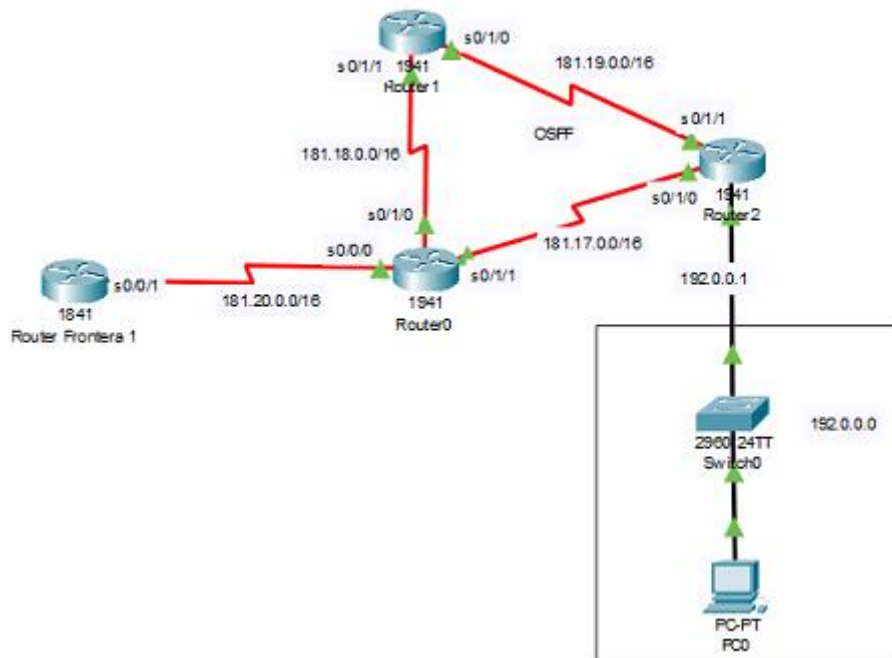 s0/1/0
s0/1/1
1941
Router1
181.19.0.0/16
s0/1/1
OSFF
181.18.0.0/16
s0/1/0
1941
Router2
s0/1/0
181.17.0.0/16
s0/0/0
s0/1/1
s0/0/1
181.20.0.0/16
1941
Router0
1841
Router Frontera 1
192.0.0.1
192.0.0.0
2960 24TT
Switch0
PC-PT
PC0